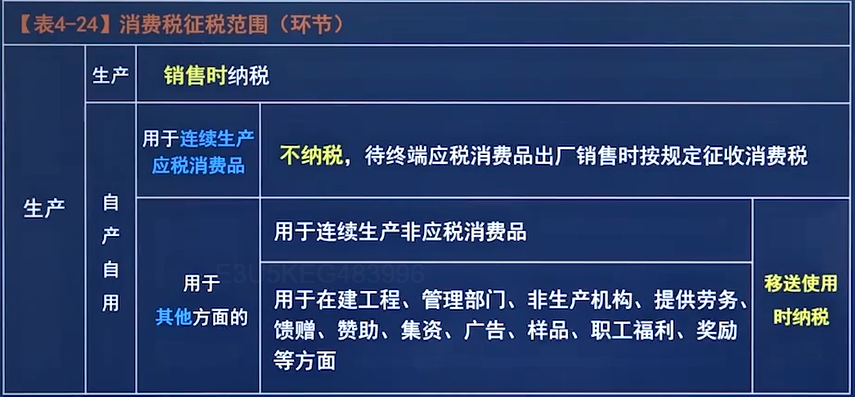 【表4-24】消费税征税范围（环节）
生产
生产
销售时纳税
自产自用
用于连续生产
应税消费品
不纳税，待终端应税消费品出厂销售时按规定征收消费税
用于
其他方面的
用于连续生产非应税消费品
用于在建工程、管理部门、非生产机构、提供劳务、
馈赠、赞助、集资、广告、样品、职工福利、奖励
等方面
移送使用
时纳税